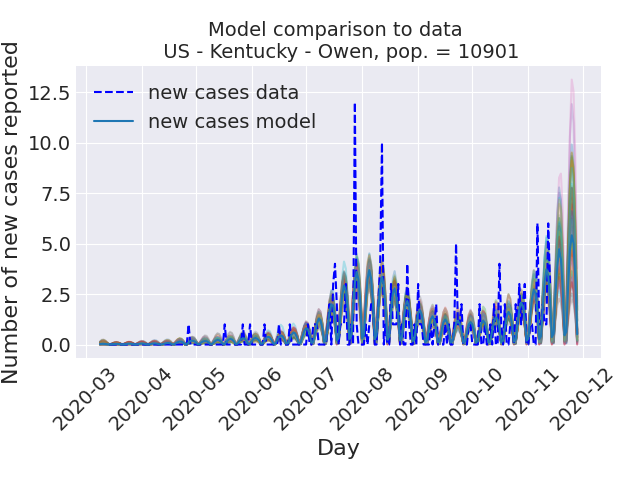 Model comparison to data
US - Kentucky - Owen, pop. = 10901
new cases data
new cases model
Number of new cases reported
12.5
10.0
7.5
5.0
2.5
0.0
2020-03
2020-04
2020-05
2020-06
2020-07
2020-08
2020-09
2020-10
2020-11
2020-12
Day